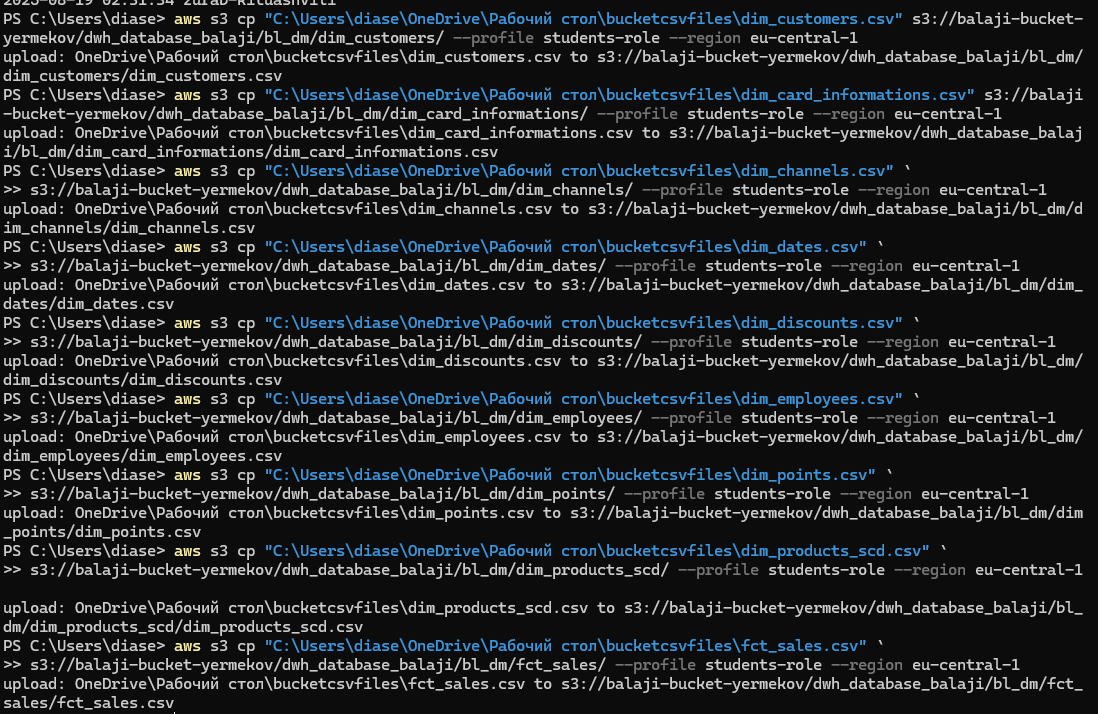 2025-08-19 02:31:34 zurab-rituashvili
PS C:\Users\diase> aws s3 cp "C:\Users\diase\OneDrive\Рабочий стол\bucketcsvfiles\dim_customers.csv" s3://balaji-bucket-
yermekov/dwh_database_balaji/bl_dm/dim_customers/ --profile students-role --region eu-central-1
upload: OneDrive\Рабочий стол\bucketcsvfiles\dim_customers.csv to s3://balaji-bucket-yermekov/dwh_database_balaji/bl_dm/
dim_customers/dim_customers.csv
PS C:\Users\diase> aws s3 cp "C:\Users\diase\OneDrive\Рабочий стол\bucketcsvfiles\dim_card_informations.csv" s3://balaji
-bucket-yermekov/dwh_database_balaji/bl_dm/dim_card_informations/ --profile students-role --region eu-central-1
upload: OneDrive\Рабочий стол\bucketcsvfiles\dim_card_informations.csv to s3://balaji-bucket-yermekov/dwh_database_balaj
i/bl_dm/dim_card_informations/dim_card_informations.csv
PS C:\Users\diase> aws s3 cp "C:\Users\diase\OneDrive\Рабочий стол\bucketcsvfiles\dim_channels.csv" `
>> s3://balaji-bucket-yermekov/dwh_database_balaji/bl_dm/dim_channels/ --profile students-role --region eu-central-1
upload: OneDrive\Рабочий стол\bucketcsvfiles\dim_channels.csv to s3://balaji-bucket-yermekov/dwh_database_balaji/bl_dm/d
im_channels/dim_channels.csv
PS C:\Users\diase> aws s3 cp "C:\Users\diase\OneDrive\Рабочий стол\bucketcsvfiles\dim_dates.csv" `
>> s3://balaji-bucket-yermekov/dwh_database_balaji/bl_dm/dim_dates/ --profile students-role --region eu-central-1
upload: OneDrive\Рабочий стол\bucketcsvfiles\dim_dates.csv to s3://balaji-bucket-yermekov/dwh_database_balaji/bl_dm/dim_
dates/dim_dates.csv
PS C:\Users\diase> aws s3 cp "C:\Users\diase\OneDrive\Рабочий стол\bucketcsvfiles\dim_discounts.csv" `
>> s3://balaji-bucket-yermekov/dwh_database_balaji/bl_dm/dim_discounts/ --profile students-role --region eu-central-1
upload: OneDrive\Рабочий стол\bucketcsvfiles\dim_discounts.csv to s3://balaji-bucket-yermekov/dwh_database_balaji/bl_dm/
dim_discounts/dim_discounts.csv
PS C:\Users\diase> aws s3 cp "C:\Users\diase\OneDrive\Рабочий стол\bucketcsvfiles\dim_employees.csv" `
>> s3://balaji-bucket-yermekov/dwh_database_balaji/bl_dm/dim_employees/ --profile students-role --region eu-central-1
upload: OneDrive\Рабочий стол\bucketcsvfiles\dim_employees.csv to s3://balaji-bucket-yermekov/dwh_database_balaji/bl_dm/
dim_employees/dim_employees.csv
PS C:\Users\diase> aws s3 cp "C:\Users\diase\OneDrive\Рабочий стол\bucketcsvfiles\dim_points.csv" `
>> s3://balaji-bucket-yermekov/dwh_database_balaji/bl_dm/dim_points/ --profile students-role --region eu-central-1
upload: OneDrive\Рабочий стол\bucketcsvfiles\dim_points.csv to s3://balaji-bucket-yermekov/dwh_database_balaji/bl_dm/dim
_points/dim_points.csv
PS C:\Users\diase> aws s3 cp "C:\Users\diase\OneDrive\Рабочий стол\bucketcsvfiles\dim_products_scd.csv" `
>> s3://balaji-bucket-yermekov/dwh_database_balaji/bl_dm/dim_products_scd/ --profile students-role --region eu-central-1
upload: OneDrive\Рабочий стол\bucketcsvfiles\dim_products_scd.csv to s3://balaji-bucket-yermekov/dwh_database_balaji/bl_
dm/dim_products_scd/dim_products_scd.csv
PS C:\Users\diase> aws s3 cp "C:\Users\diase\OneDrive\Рабочий стол\bucketcsvfiles\fct_sales.csv" `
>> s3://balaji-bucket-yermekov/dwh_database_balaji/bl_dm/fct_sales/ --profile students-role --region eu-central-1
upload: OneDrive\Рабочий стол\bucketcsvfiles\fct_sales.csv to s3://balaji-bucket-yermekov/dwh_database_balaji/bl_dm/fct_
sales/fct_sales.csv